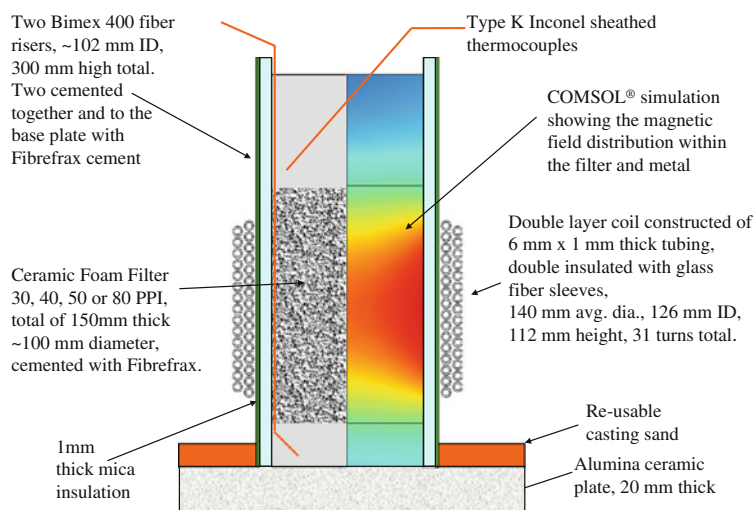 Two Bimex 400 fiber
risers, ~102 mm ID,
300 mm high total.
Two cemented
together and to the
base plate with
Fibrefrax cement
Type K Inconel sheathed
thermocouples
COMSOL® simulation
showing the magnetic
field distribution within
the filter and metal
Ceramic Foam Filter
30, 40, 50 or 80 PPI,
total of 150mm thick
~100 mm diameter,
cemented with Fibrefrax.
Double layer coil constructed of
6 mm x 1 mm thick tubing,
double insulated with glass
fiber sleeves,
140 mm avg. dia., 126 mm ID,
112 mm height, 31 turns total.
1mm
thick mica
insulation
Re-usable
casting sand
Alumina ceramic
plate, 20 mm thick